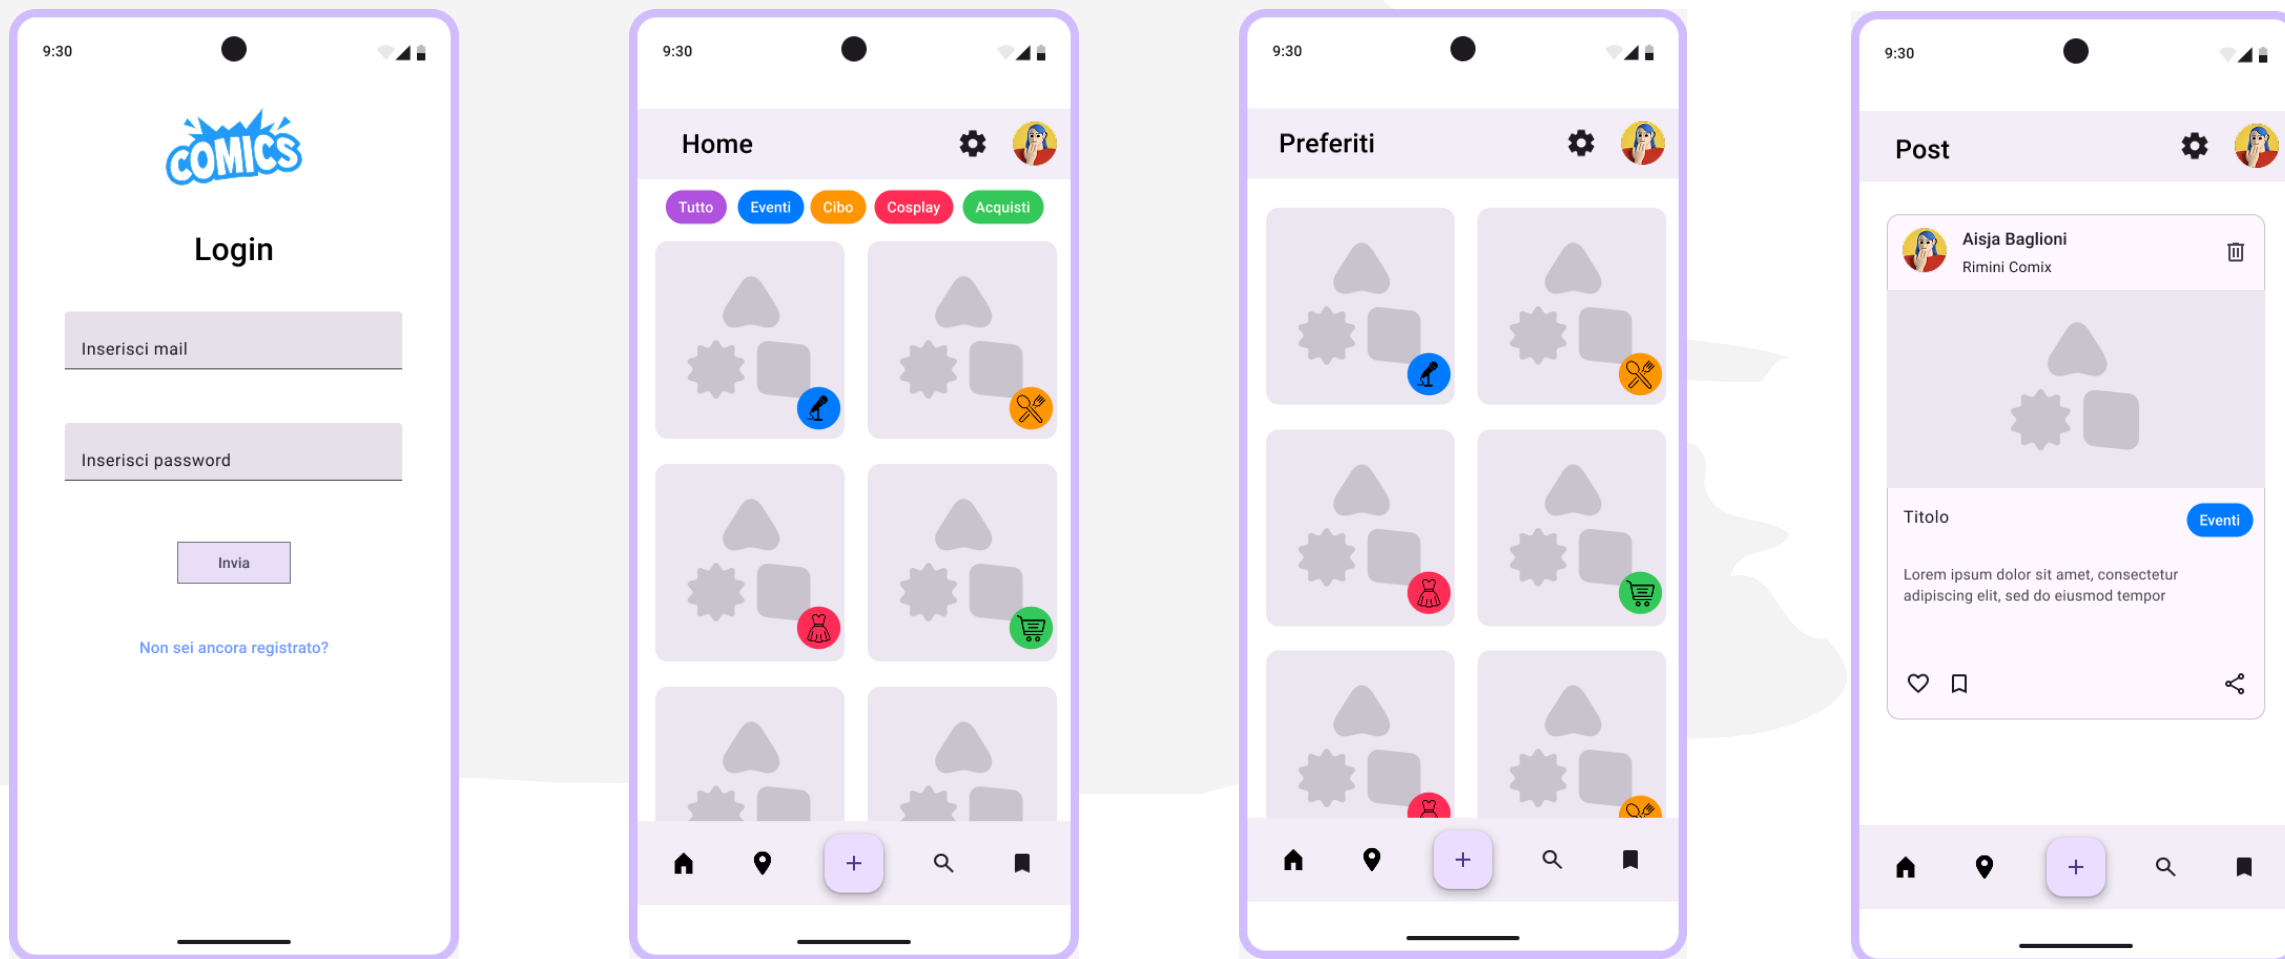 9:30
COMICS
Login
Inserisci mail
Inserisci password
Invia
Non sei ancora registrato?
9:30
Home
Tutto Eventi Cibo Cosplay Acquisti
9:30
Preferiti
9:30
Post
Aisja Baglioni
Rimini Comix
Titolo
Eventi
Lorem ipsum dolor sit amet, consectetur
adipiscing elit, sed do eiusmod tempor